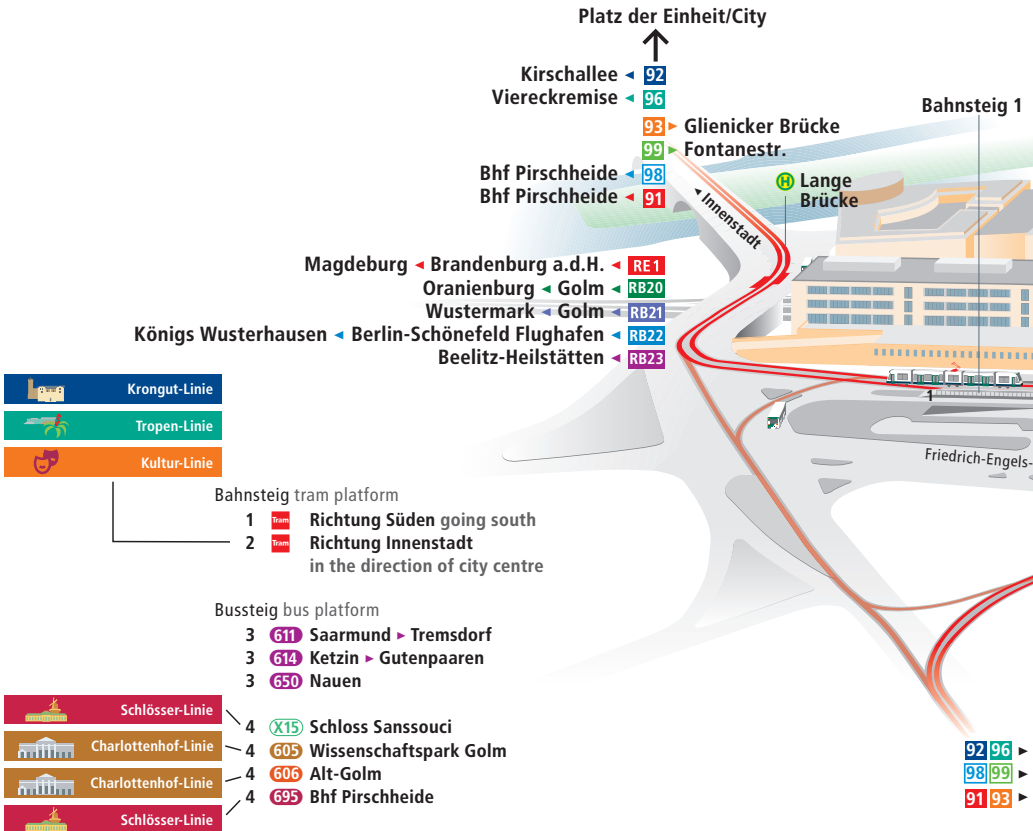 Platz der Einheit/City
Kirschallee ◄ 92
Viereckremise ◄ 96
93 ► Glienicker Brücke
99 ► Fontanestr.
Bhf Pirschheide ◄ 98
Bhf Pirschheide ◄ 91
Bahnsteig 1
H Lange
Brücke
◄ Innenstadt
Magdeburg ◄ Brandenburg a.d.H. ◄ RE1
Oranienburg ◄ Golm ◄ RB20
Wustermark ◄ Golm ◄ RB21
Königs Wusterhausen ◄ Berlin-Schönefeld Flughafen ◄ RB22
Beelitz-Heilstätten ◄ RB23
1
Friedrich-Engels-
Krongut-Linie
Tropen-Linie
Kultur-Linie
Bahnsteig tram platform
1 Tram Richtung Süden going south
2 Tram Richtung Innenstadt
in the direction of city centre
Bussteig bus platform
3 611 Saarmund ► Tremsdorf
3 614 Ketzin ► Gutenpaaren
3 650 Nauen
Schlösser-Linie
4 X15 Schloss Sanssouci
Charlottenhof-Linie
4 605 Wissenschaftspark Golm
Charlottenhof-Linie
4 606 Alt-Golm
Schlösser-Linie
4 695 Bhf Pirschheide
92 96 ►
98 99 ►
91 93 ►